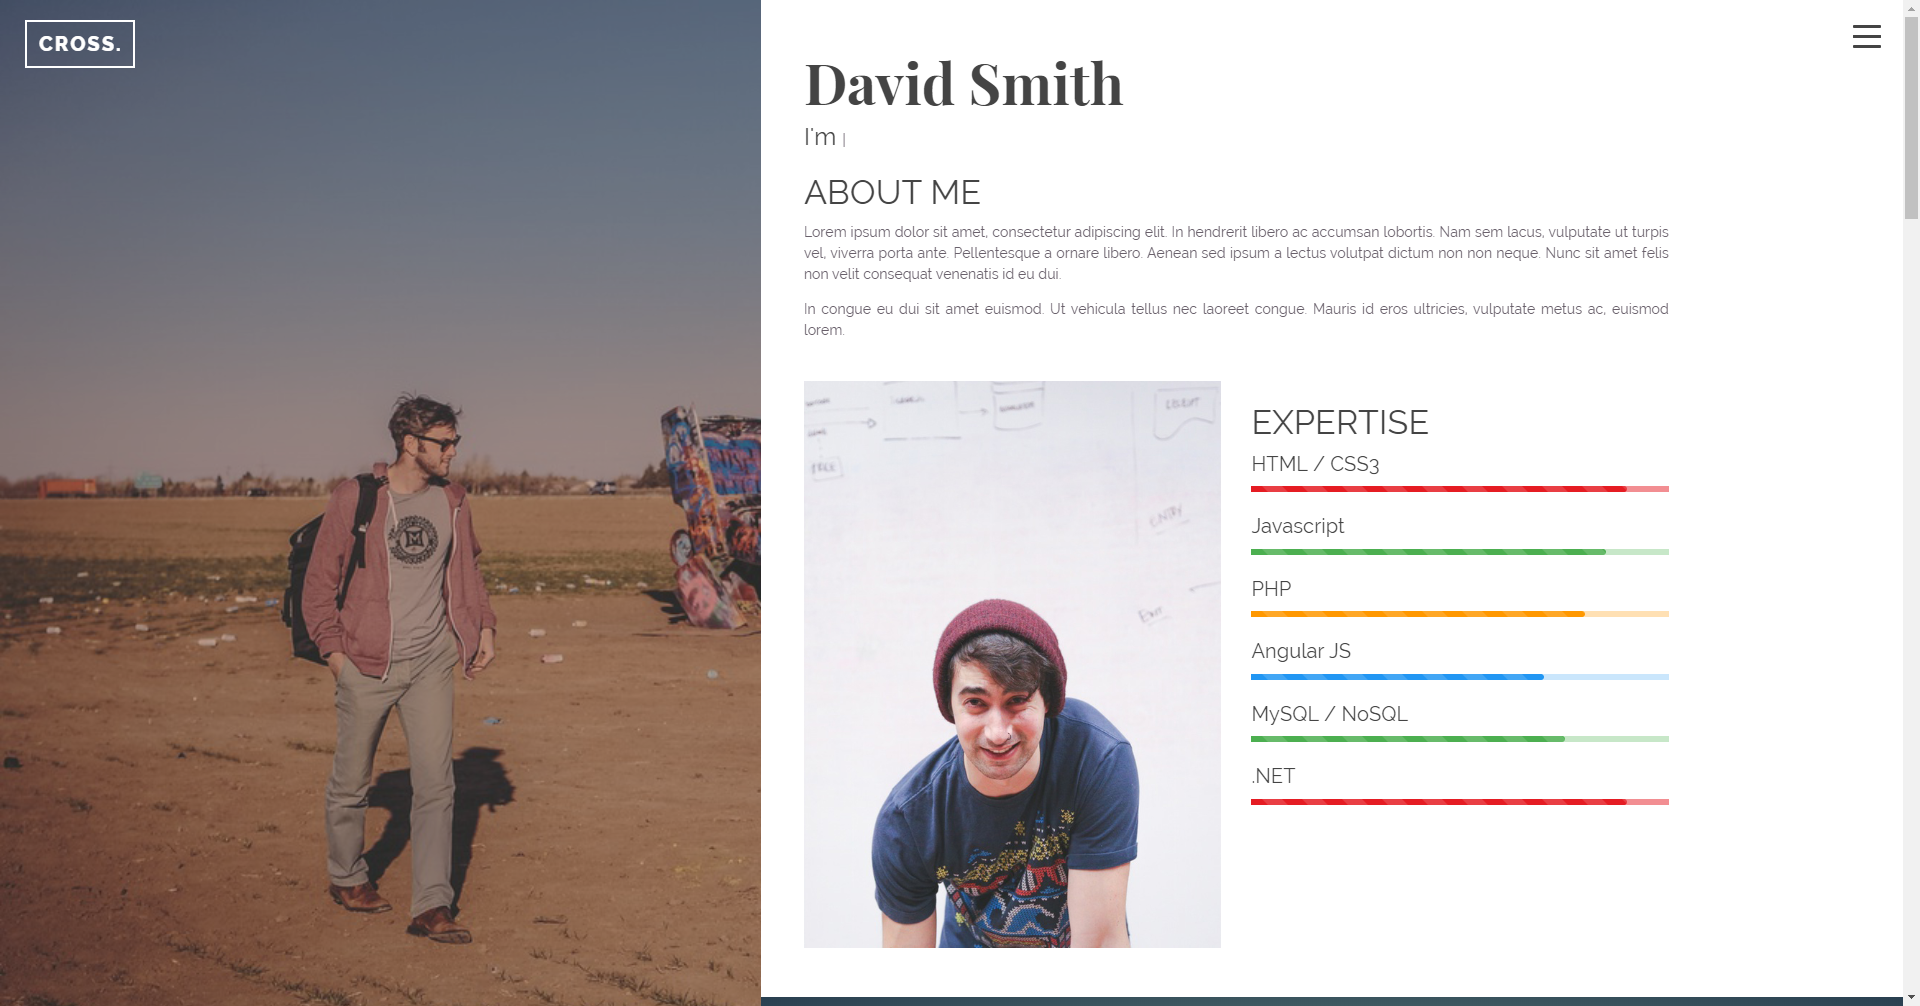 CROSS.
David Smith
I'm |
ABOUT ME
Lorem ipsum dolor sit amet, consectetur adipiscing elit. In hendrerit libero ac accumsan lobortis. Nam sem lacus, vulputate ut turpis
vel, viverra porta ante. Pellentesque a ornare libero. Aenean sed ipsum a lectus volutpat dictum non non neque. Nunc sit amet felis
non velit consequat venenatis id eu dui.
In congue eu dui sit amet euismod. Ut vehicula tellus nec laoreet congue. Mauris id eros ultricies, vulputate metus ac, euismod
lorem.
FREE
ENTRY
EXIT
M
EXPERTISE
HTML / CSS3
Javascript
PHP
Angular JS
MySQL / NoSQL
.NET